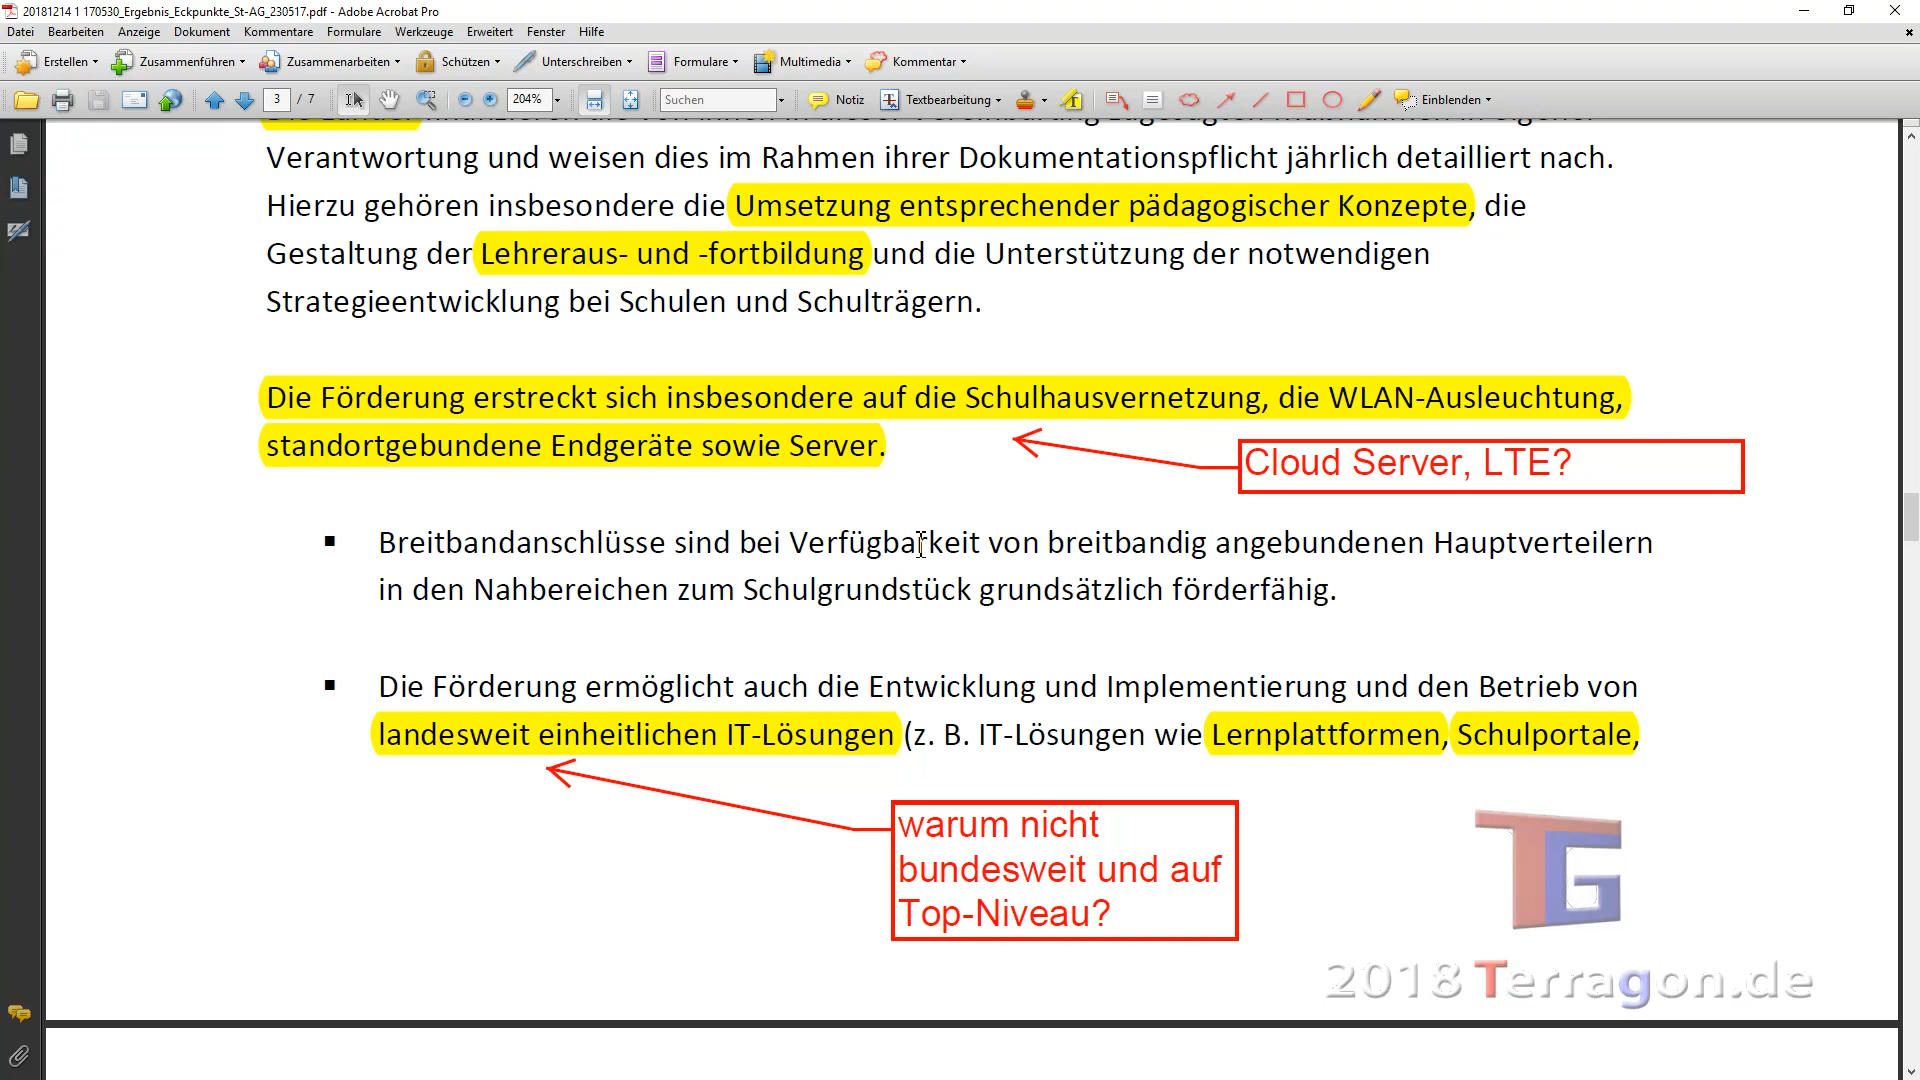 20181214 1 170530_Ergebnis_Eckpunkte_St-AG_230517.pdf - Adobe Acrobat Pro
Datei Bearbeiten Anzeige Dokument Kommentare Formulare Werkzeuge Erweitert Fenster Hilfe
Erstellen Zusammenführen Zusammenarbeiten Schützen Unterschreiben Formulare Multimedia Kommentar
3 / 7 204% Suchen Notiz Textbearbeitung Einblenden
Verantwortung und weisen dies im Rahmen ihrer Dokumentationspflicht jährlich detailliert nach.
Hierzu gehören insbesondere die Umsetzung entsprechender pädagogischer Konzepte, die
Gestaltung der Lehreraus- und -fortbildung und die Unterstützung der notwendigen
Strategieentwicklung bei Schulen und Schulträgern.
Die Förderung erstreckt sich insbesondere auf die Schulhausvernetzung, die WLAN-Ausleuchtung,
standortgebundene Endgeräte sowie Server.
Cloud Server, LTE?
▪ Breitbandanschlüsse sind bei Verfügbarkeit von breitbandig angebundenen Hauptverteilern
in den Nahbereichen zum Schulgrundstück grundsätzlich förderfähig.
▪ Die Förderung ermöglicht auch die Entwicklung und Implementierung und den Betrieb von
landesweit einheitlichen IT-Lösungen (z. B. IT-Lösungen wie Lernplattformen, Schulportale,
warum nicht
bundesweit und auf
Top-Niveau?
TG
2018 Terragon.de